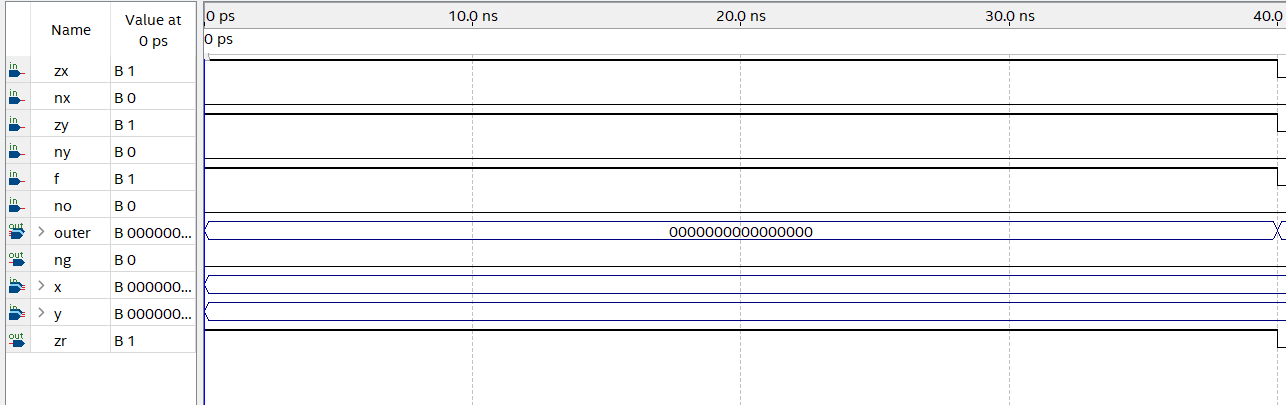 Name Value at 0 ps
0 ps 10.0 ns 20.0 ns 30.0 ns 40.0
0 ps
in zx B 1
in nx B 0
in zy B 1
in ny B 0
in f B 1
in no B 0
out > outer B 000000... 0000000000000000
out ng B 0
in > x B 000000...
in > y B 000000...
out zr B 1